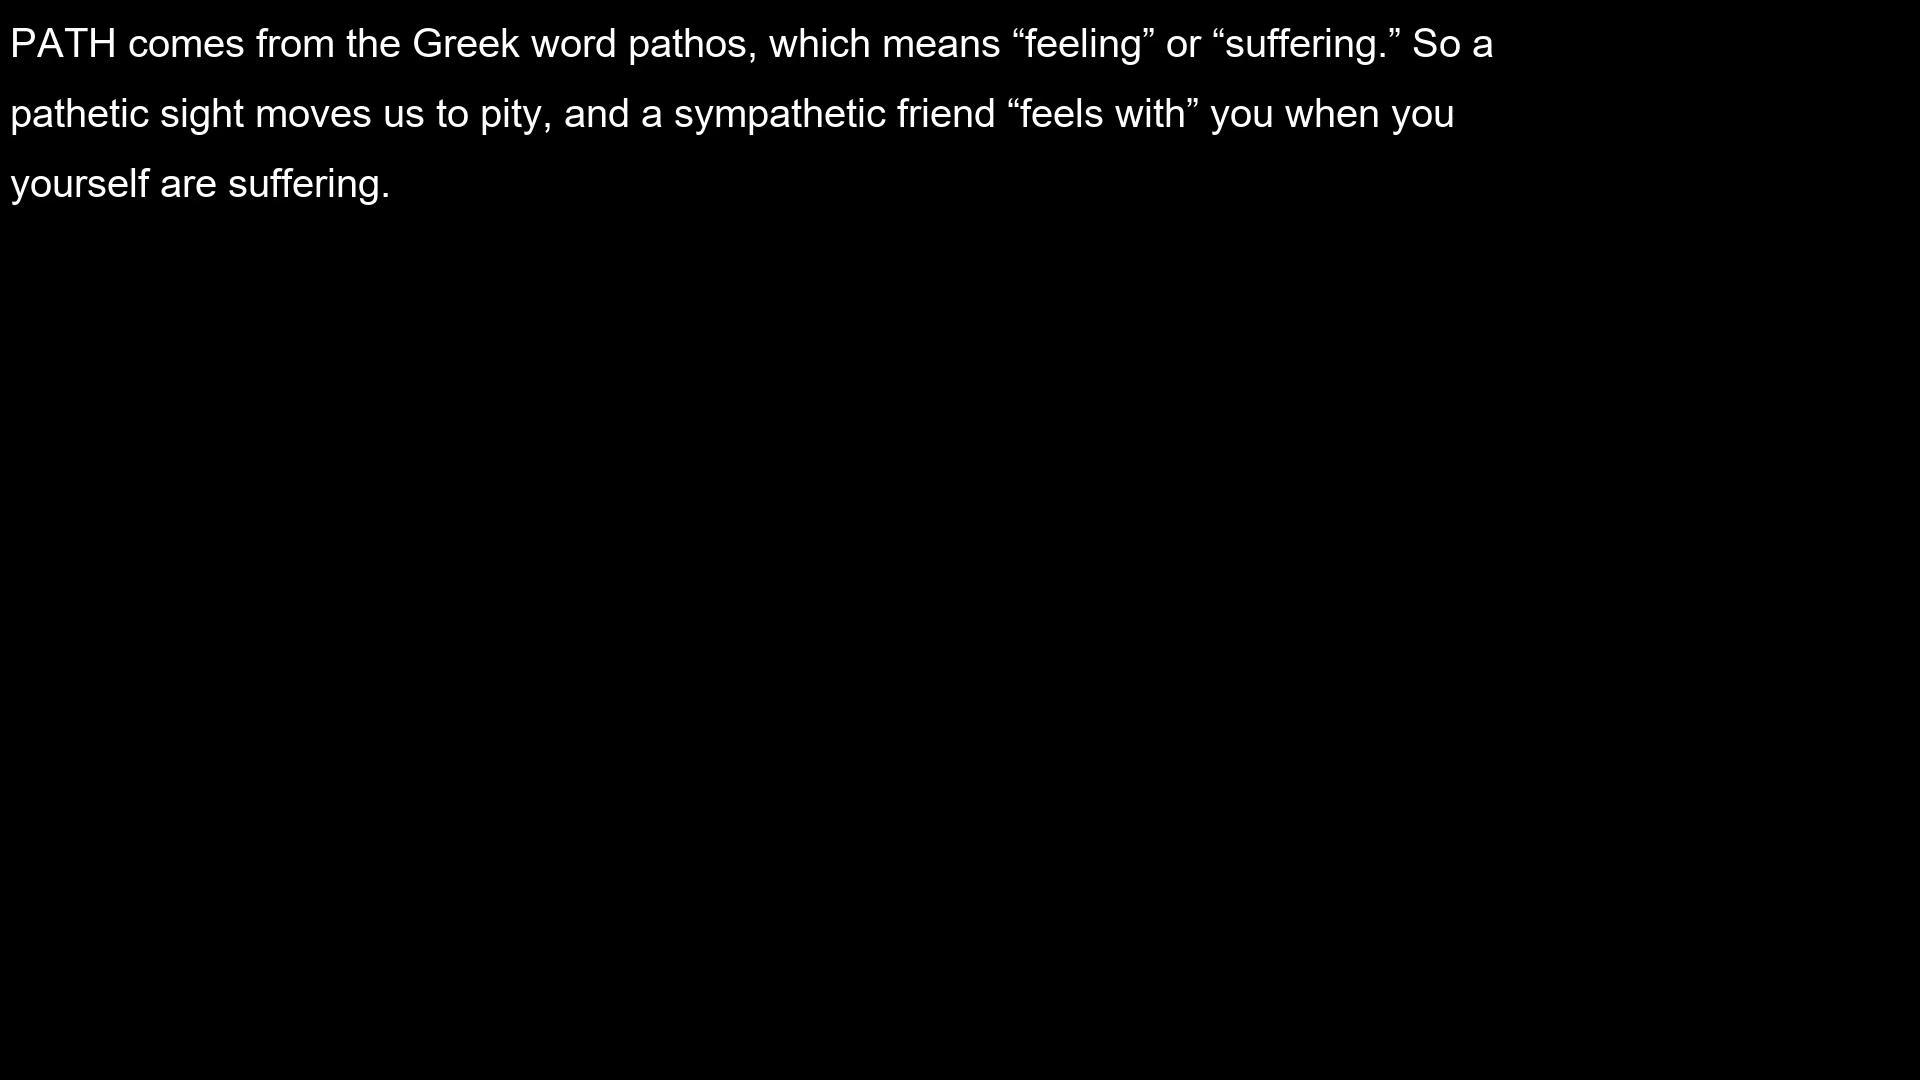 PATH comes from the Greek word pathos, which means “feeling” or “suffering.” So a
pathetic sight moves us to pity, and a sympathetic friend “feels with” you when you
yourself are suffering.